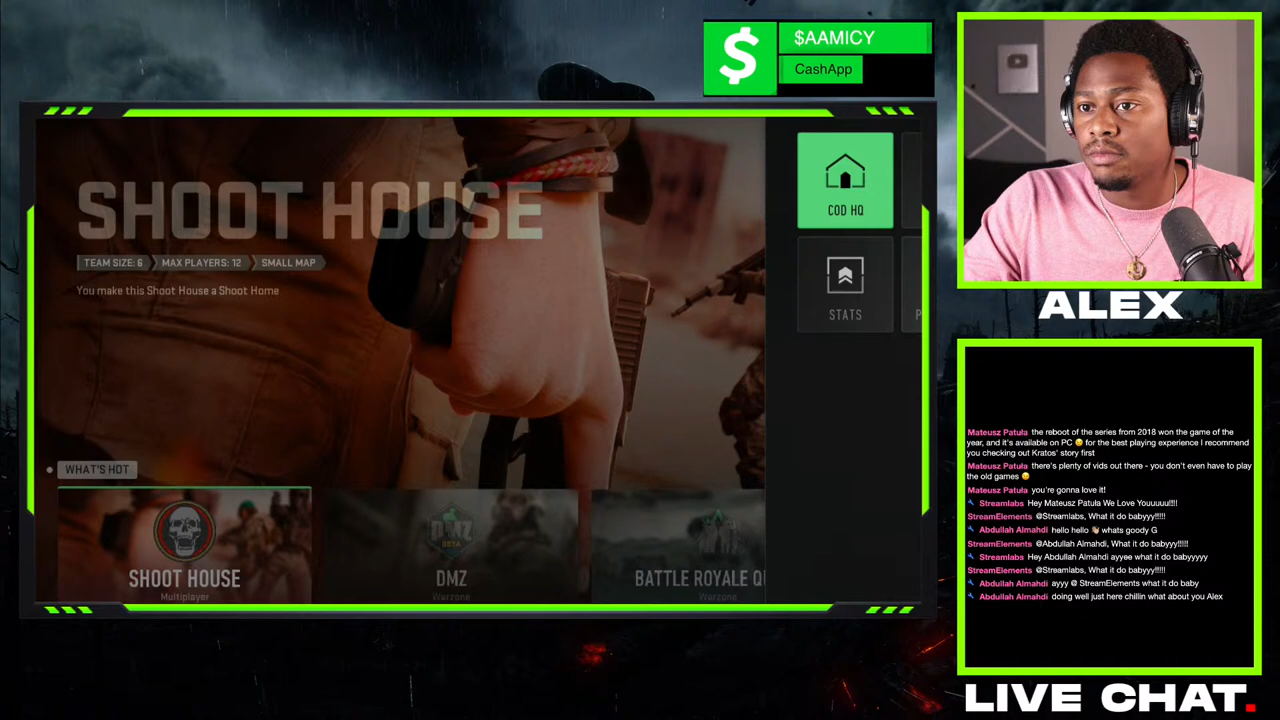 $AAMICY
CashApp
SHOOT HOUSE
TEAM SIZE: 6
MAX PLAYERS: 12
SMALL MAP
You make this Shoot House a Shoot Home
WHAT'S HOT
SHOOT HOUSE
Multiplayer
DMZ
BETA
DMZ
Warzone
BATTLE ROYALE QU
Warzone
COD HQ
STATS
P
ALEX
Mateusz Patuła the reboot of the series from 2018 won the game of the
year, and it's available on PC 😉 for the best playing experience I recommend
you checking out Kratos' story first
Mateusz Patuła there's plenty of vids out there - you don't even have to play
the old games 😉
Mateusz Patuła you're gonna love it!
Streamlabs Hey Mateusz Patuła We Love Youuuuu!!!!
StreamElements @Streamlabs, What it do babyyy!!!!!
Abdullah Almahdi hello hello 👋🏼 whats goody G
StreamElements @Abdullah Almahdi, What it do babyyy!!!!!
Streamlabs Hey Abdullah Almahdi ayyee what it do babyyyyy
StreamElements @Streamlabs, What it do babyyy!!!!!
Abdullah Almahdi ayyy @ StreamElements what it do baby
Abdullah Almahdi doing well just here chillin what about you Alex
LIVE CHAT.